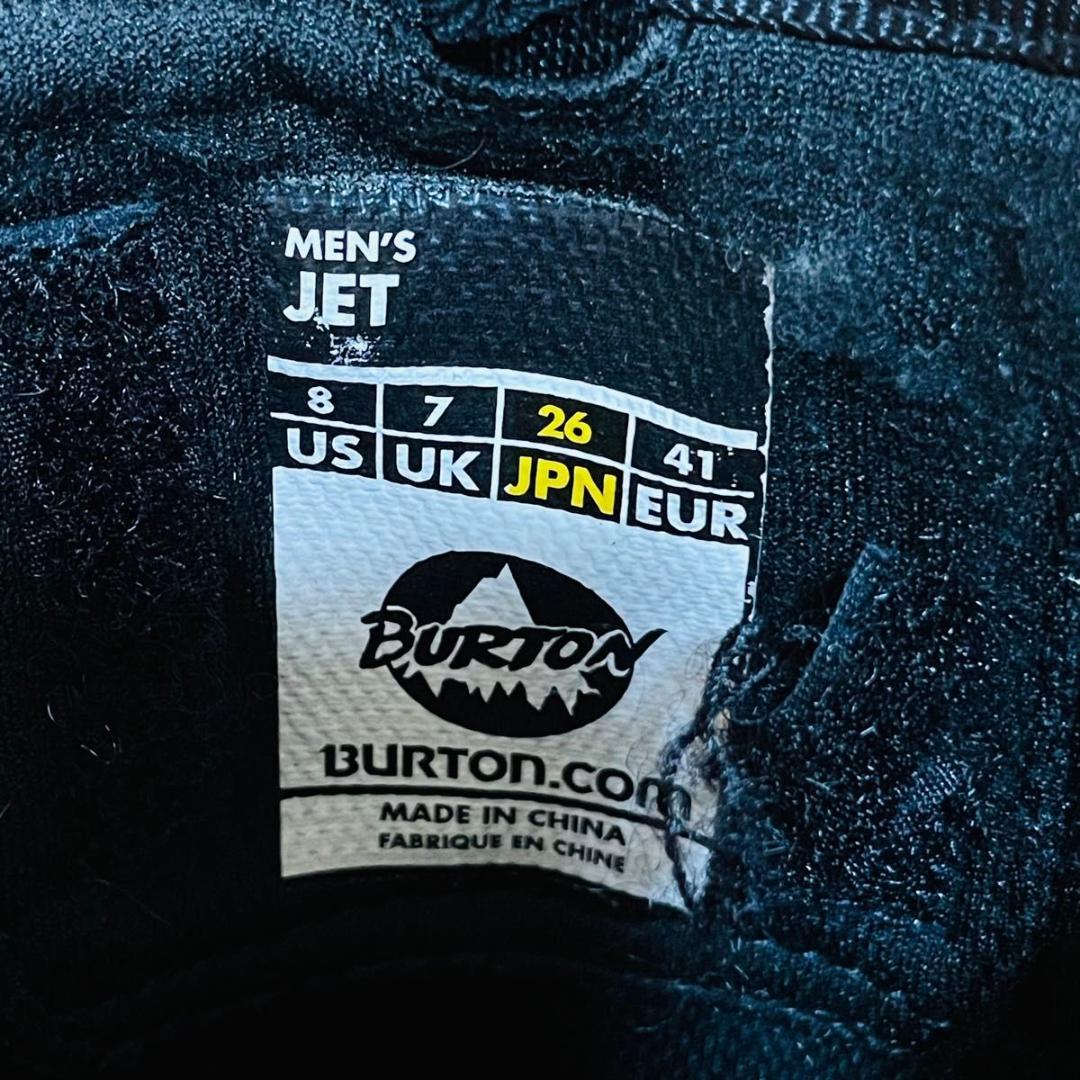 MEN'S
JET
8 7 26 41
US UK JPN EUR
BURTON
BURTON.COM
MADE IN CHINA
FABRIQUE EN CHINE